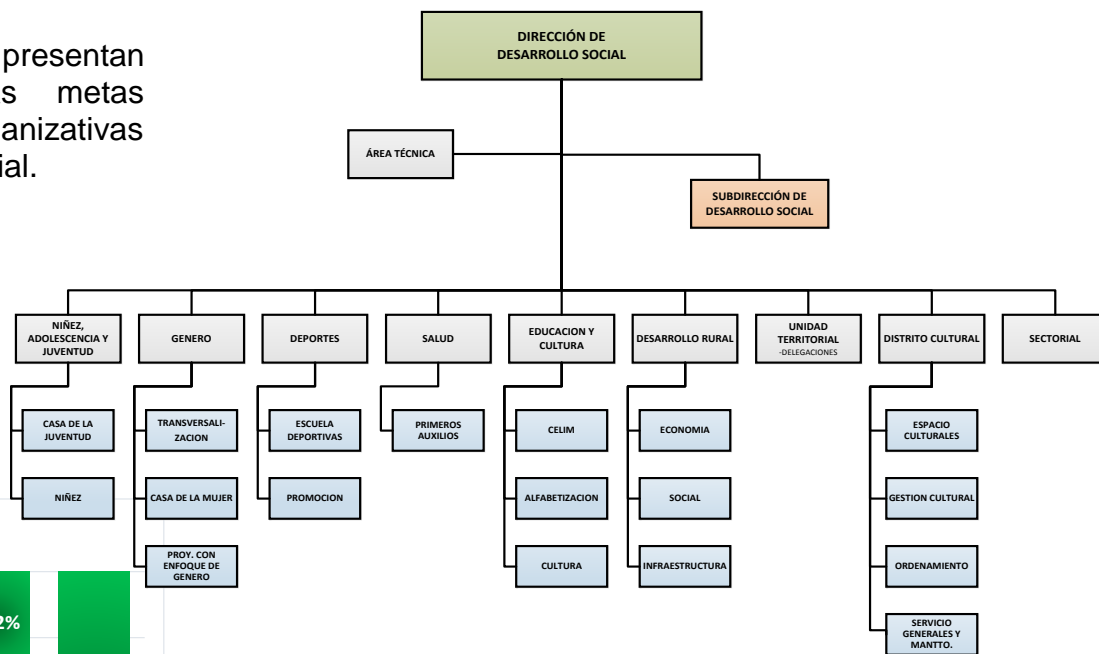 presentan
s metas
anizativas
ial.
DIRECCIÓN DE
DESARROLLO SOCIAL
ÁREA TÉCNICA
SUBDIRECCIÓN DE
DESARROLLO SOCIAL
NIÑEZ,
ADOLESCENCIA Y
JUVENTUD
GENERO
DEPORTES
SALUD
EDUCACION Y
CULTURA
DESARROLLO RURAL
UNIDAD
TERRITORIAL
-DELEGACIONES
DISTRITO CULTURAL
SECTORIAL
CASA DE LA
JUVENTUD
TRANSVERSALI-
ZACION
ESCUELA
DEPORTIVAS
PRIMEROS
AUXILIOS
CELIM
ECONOMIA
ESPACIO
CULTURALES
NIÑEZ
CASA DE LA MUJER
PROMOCION
ALFABETIZACION
SOCIAL
GESTION CULTURAL
PROY. CON
ENFOQUE DE
GENERO
CULTURA
INFRAESTRUCTURA
ORDENAMIENTO
SERVICIO
GENERALES Y
MANTTO.
2%